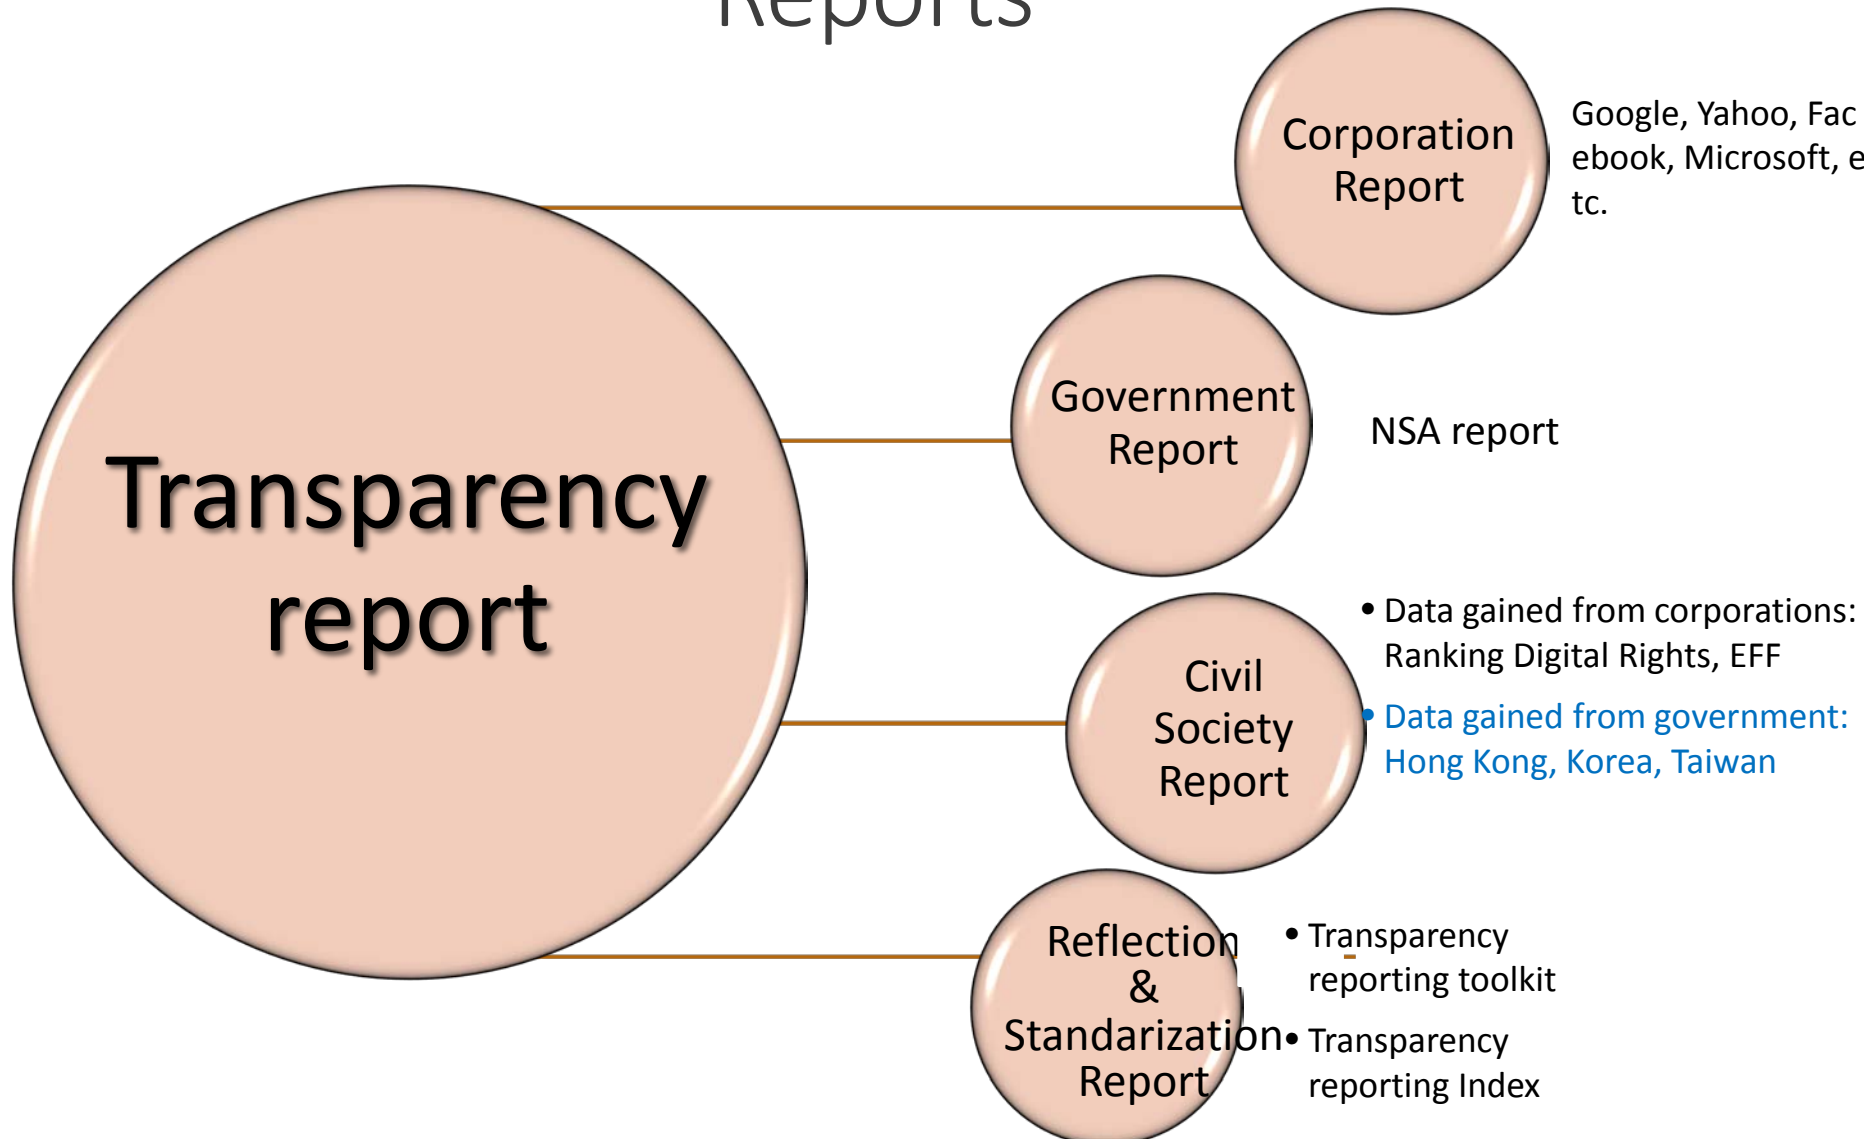 Reports
Corporation
Report
Google, Yahoo, Fac
ebook, Microsoft, e
tc.
Government
Report
NSA report
Transparency
report
Civil
Society
Report
• Data gained from corporations:
Ranking Digital Rights, EFF
• Data gained from government:
Hong Kong, Korea, Taiwan
Reflection
&
Standarization
Report
• Transparency
reporting toolkit
• Transparency
reporting Index